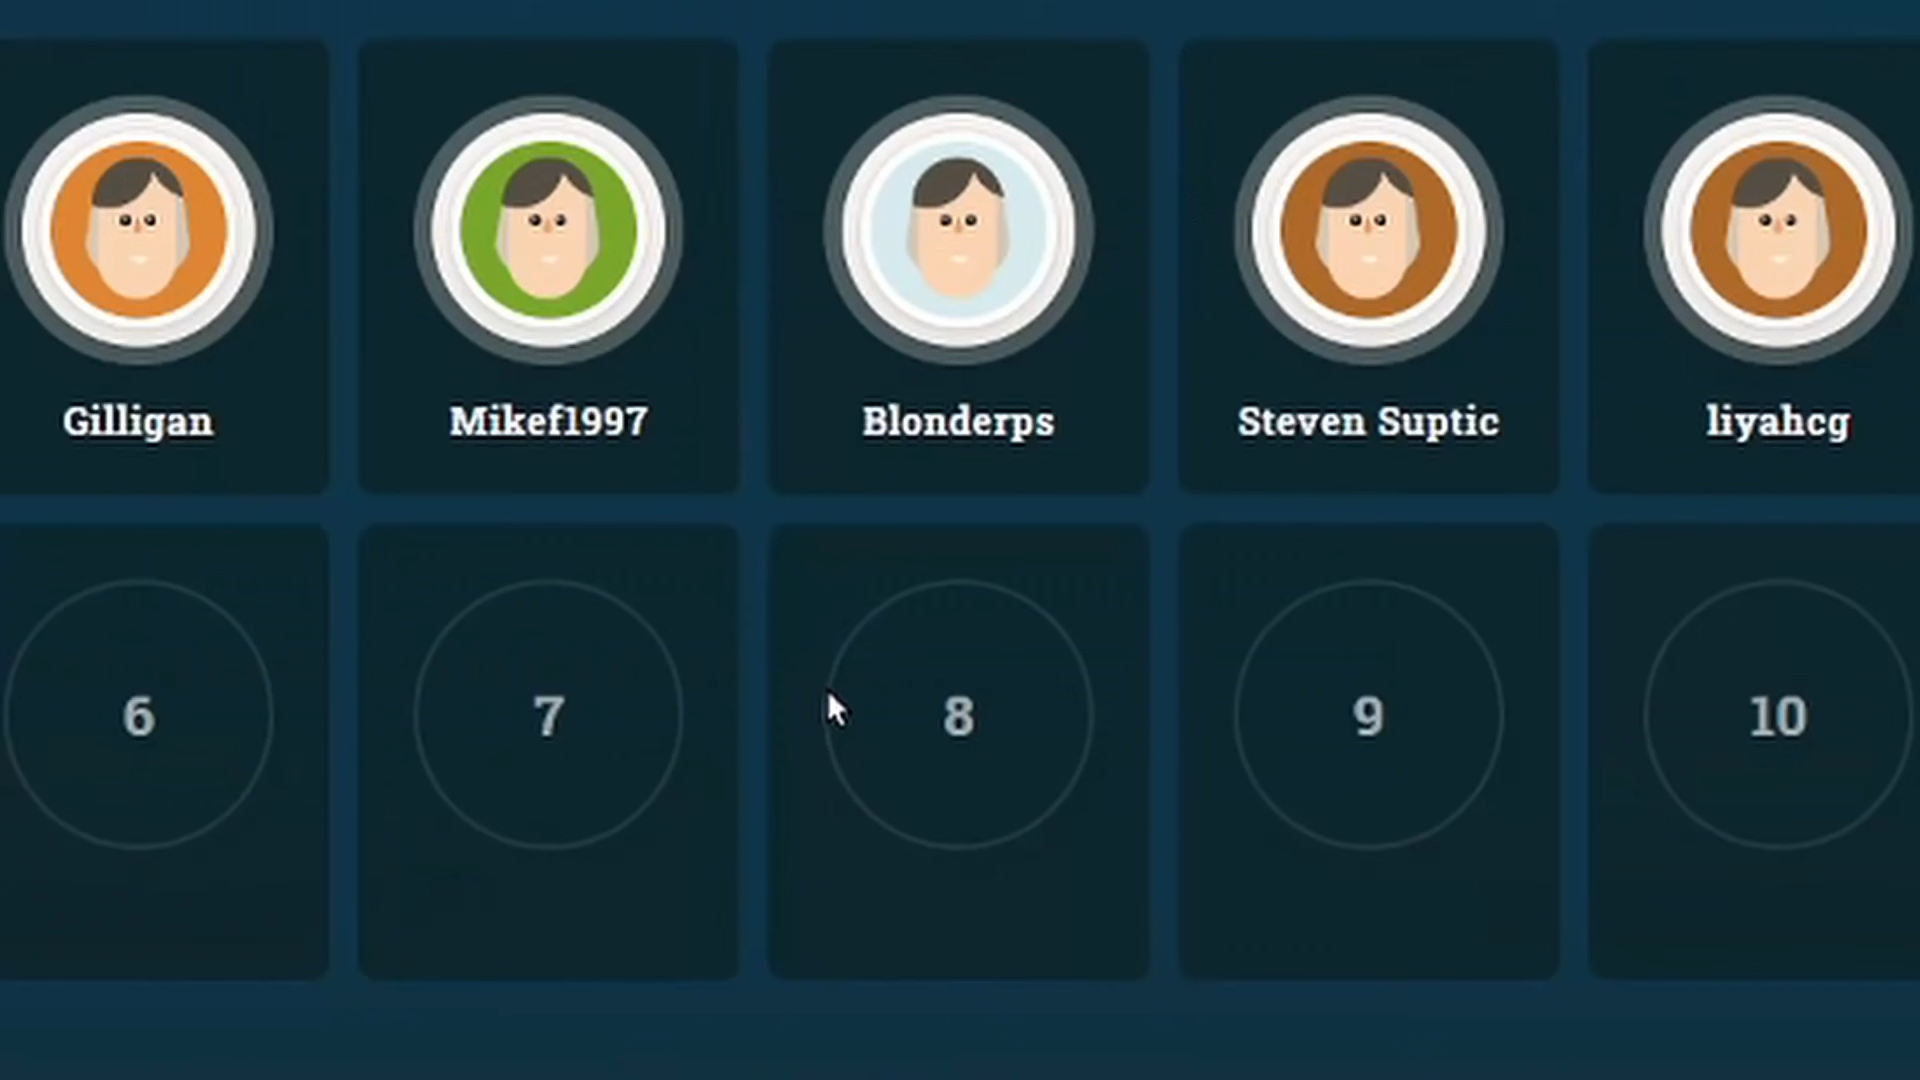 Gilligan
Mikef1997
Blonderps
Steven Suptic
liyahcg
6
7
8
9
10